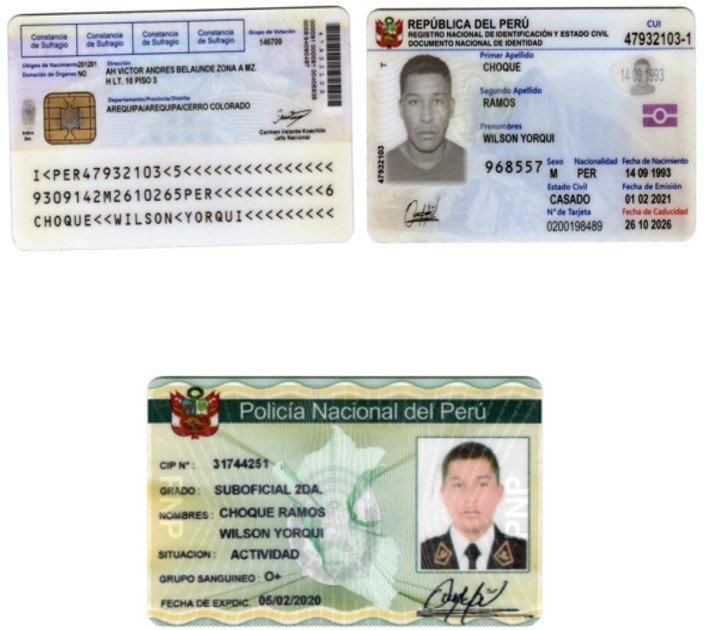 Constancia de Sufragio
Constancia de Sufragio
Constancia de Sufragio
Constancia de Sufragio
Grupo de Votación
Donación de Órganos NO
Dirección
AH VICTOR ANDRES BELAUNDE ZONA A MZ.
H LT. 10 PISO 3
Departamento/Provincia/Distrito
AREQUIPA/AREQUIPA/CERRO COLORADO
Carmen Velarde Koechlin
Jefa Nacional
I<PER47932103<5<<<<<<<<<<<<<<<
9309142M2610265PER<<<<<<<<<<<6
CHOQUE<<WILSON<YORQUI<<<<<<<<<
REPÚBLICA DEL PERÚ
REGISTRO NACIONAL DE IDENTIFICACIÓN Y ESTADO CIVIL
DOCUMENTO NACIONAL DE IDENTIDAD
CUI
47932103-1
Primer Apellido
CHOQUE
Segundo Apellido
RAMOS
Prenombres
WILSON YORQUI
14 09 1993
47932103
968557
Sexo Nacionalidad Fecha de Nacimiento
M PER 14 09 1993
Estado Civil Fecha de Emisión
CASADO 01 02 2021
N° de Tarjeta Fecha de Caducidad
0200198489 26 10 2026
Policía Nacional del Perú
CIP N° : 31744251
GRADO : SUBOFICIAL 2DA.
NOMBRES : CHOQUE RAMOS
WILSON YORQUI
SITUACION : ACTIVIDAD
GRUPO SANGUINEO : O+
FECHA DE EXPDIC. 05/02/2020
PNP
PNP